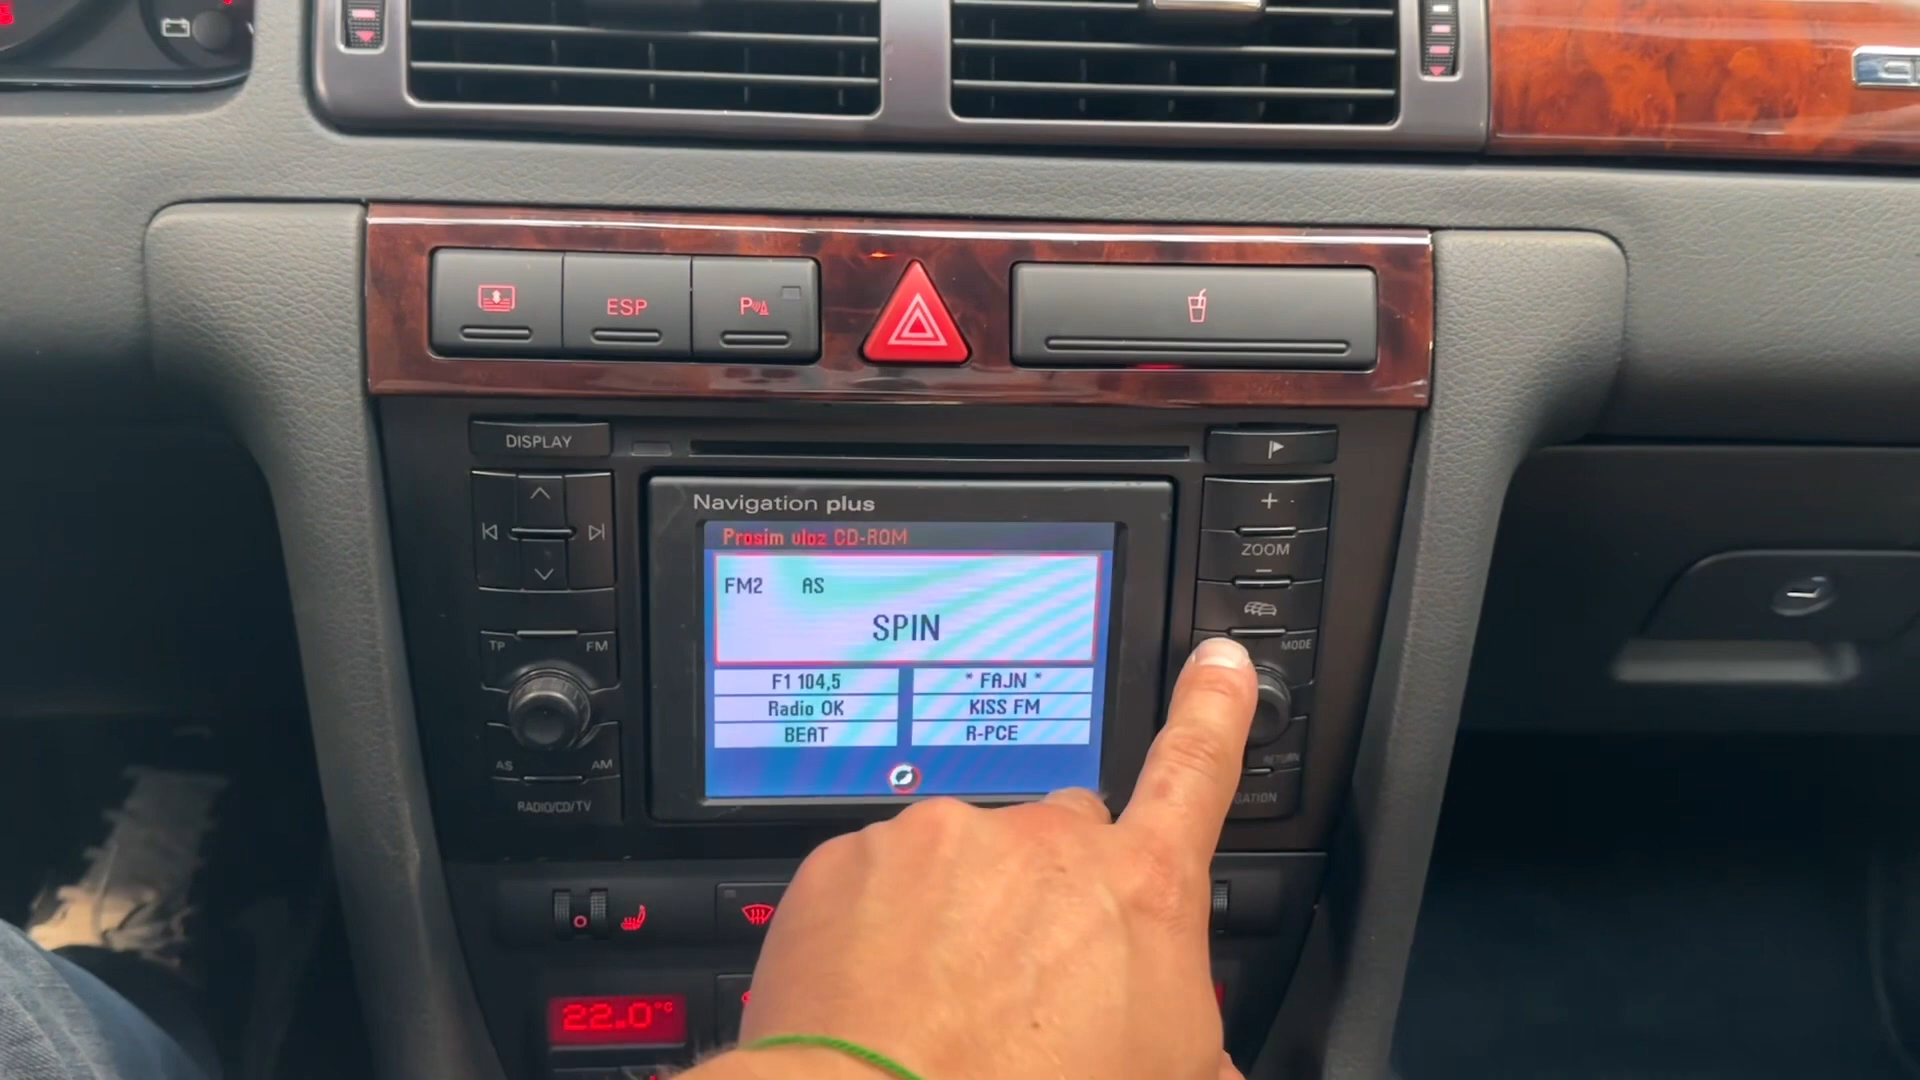 ESP
P
DISPLAY
Navigation plus
Prosim vloz CD-ROM
FM2 AS
SPIN
F1 104,5
* FAJN *
Radio OK
KISS FM
BEAT
R-PCE
+
ZOOM
−
TP
FM
MODE
AS
AM
RETURN
RADIO/CD/TV
22.0°C